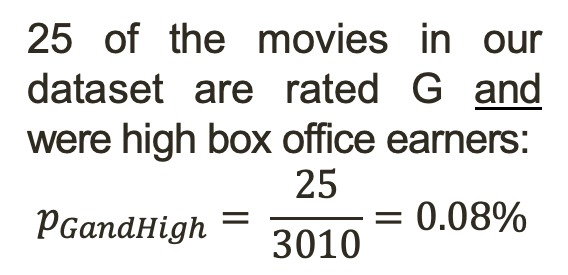 25 of the movies in our
dataset are rated G and
were high box office earners:
𝑝𝐺𝑎𝑛𝑑𝐻𝑖𝑔ℎ = 25/3010 = 0.08%